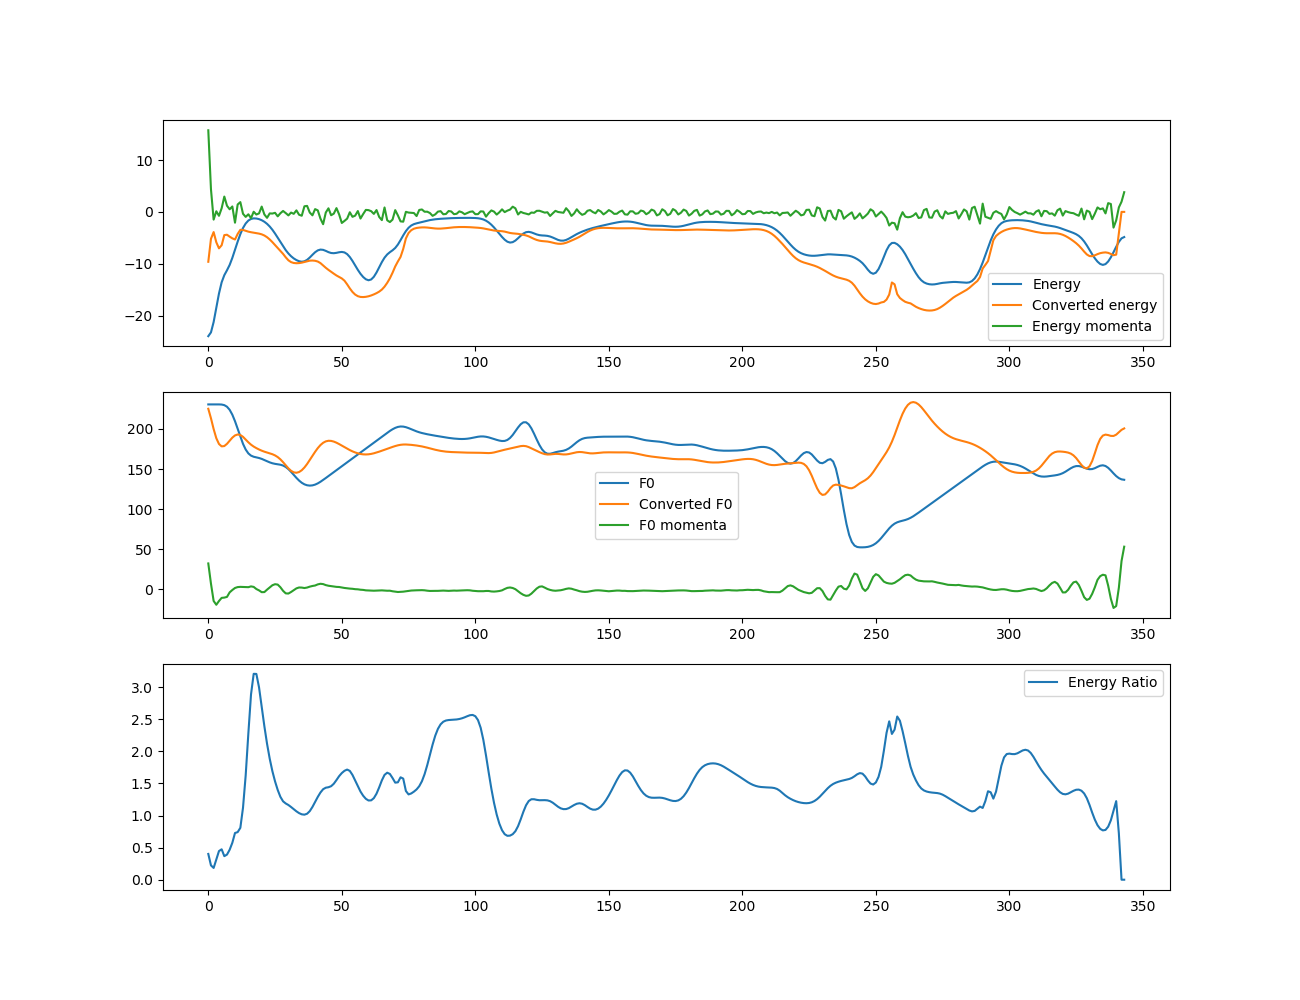 10
0
−10
−20
Energy
Converted energy
Energy momenta
0 50 100 150 200 250 300 350
200
150
100
50
0
F0
Converted F0
F0 momenta
0 50 100 150 200 250 300 350
3.0
2.5
2.0
1.5
1.0
0.5
0.0
Energy Ratio
0 50 100 150 200 250 300 350